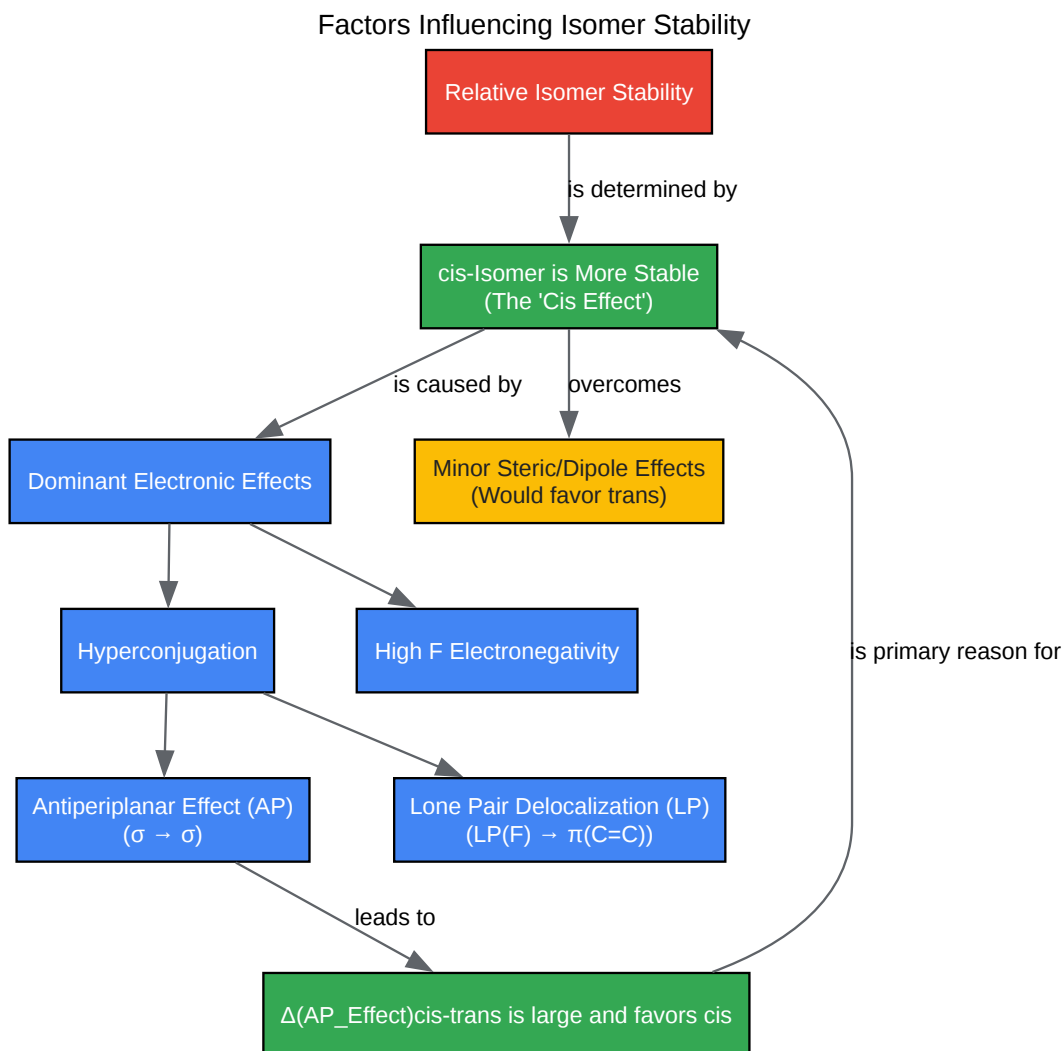 Factors Influencing Isomer Stability
Relative Isomer Stability
is determined by
cis-Isomer is More Stable
(The 'Cis Effect')
is caused by
overcomes
Dominant Electronic Effects
Minor Steric/Dipole Effects
(Would favor trans)
Hyperconjugation
High F Electronegativity
is primary reason for
Antiperiplanar Effect (AP)
(σ → σ)
Lone Pair Delocalization (LP)
(LP(F) → π(C=C))
leads to
Δ(AP_Effect)cis-trans is large and favors cis